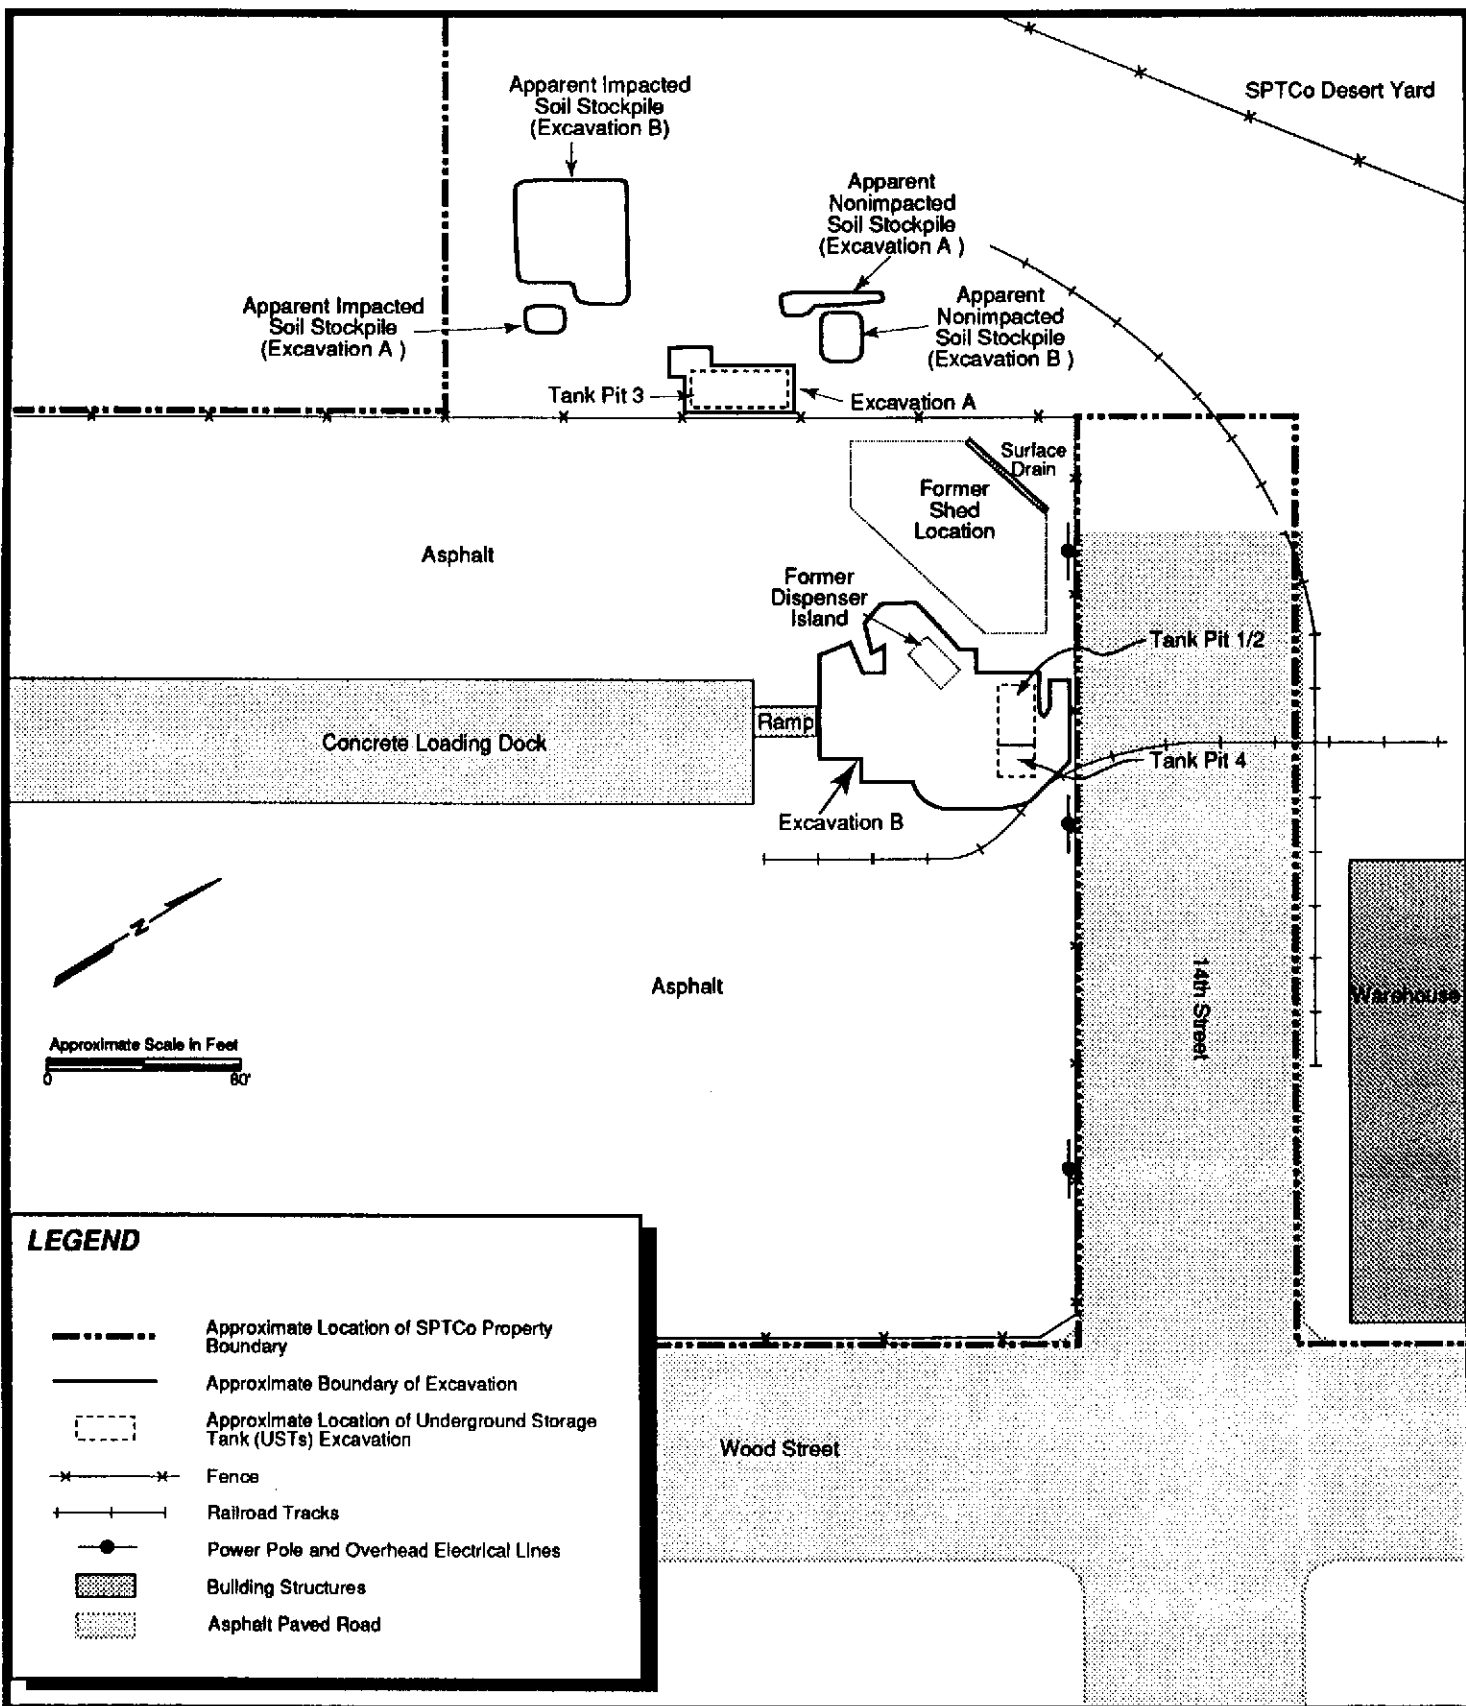 SPTCo Desert Yard
Apparent Impacted
Soil Stockpile
(Excavation B)
Apparent
Nonimpacted
Soil Stockpile
(Excavation A )
Apparent Impacted
Soil Stockpile
(Excavation A )
Apparent
Nonimpacted
Soil Stockpile
(Excavation B )
Tank Pit 3
Excavation A
Surface
Drain
Former
Shed
Location
Asphalt
Former
Dispenser
Island
Tank Pit 1/2
Ramp
Concrete Loading Dock
Tank Pit 4
Excavation B
N
Asphalt
14th Street
Warehouse
Approximate Scale in Feet
0
60'
LEGEND
Approximate Location of SPTCo Property
Boundary
Approximate Boundary of Excavation
Approximate Location of Underground Storage
Tank (USTs) Excavation
Fence
Railroad Tracks
Power Pole and Overhead Electrical Lines
Building Structures
Asphalt Paved Road
Wood Street